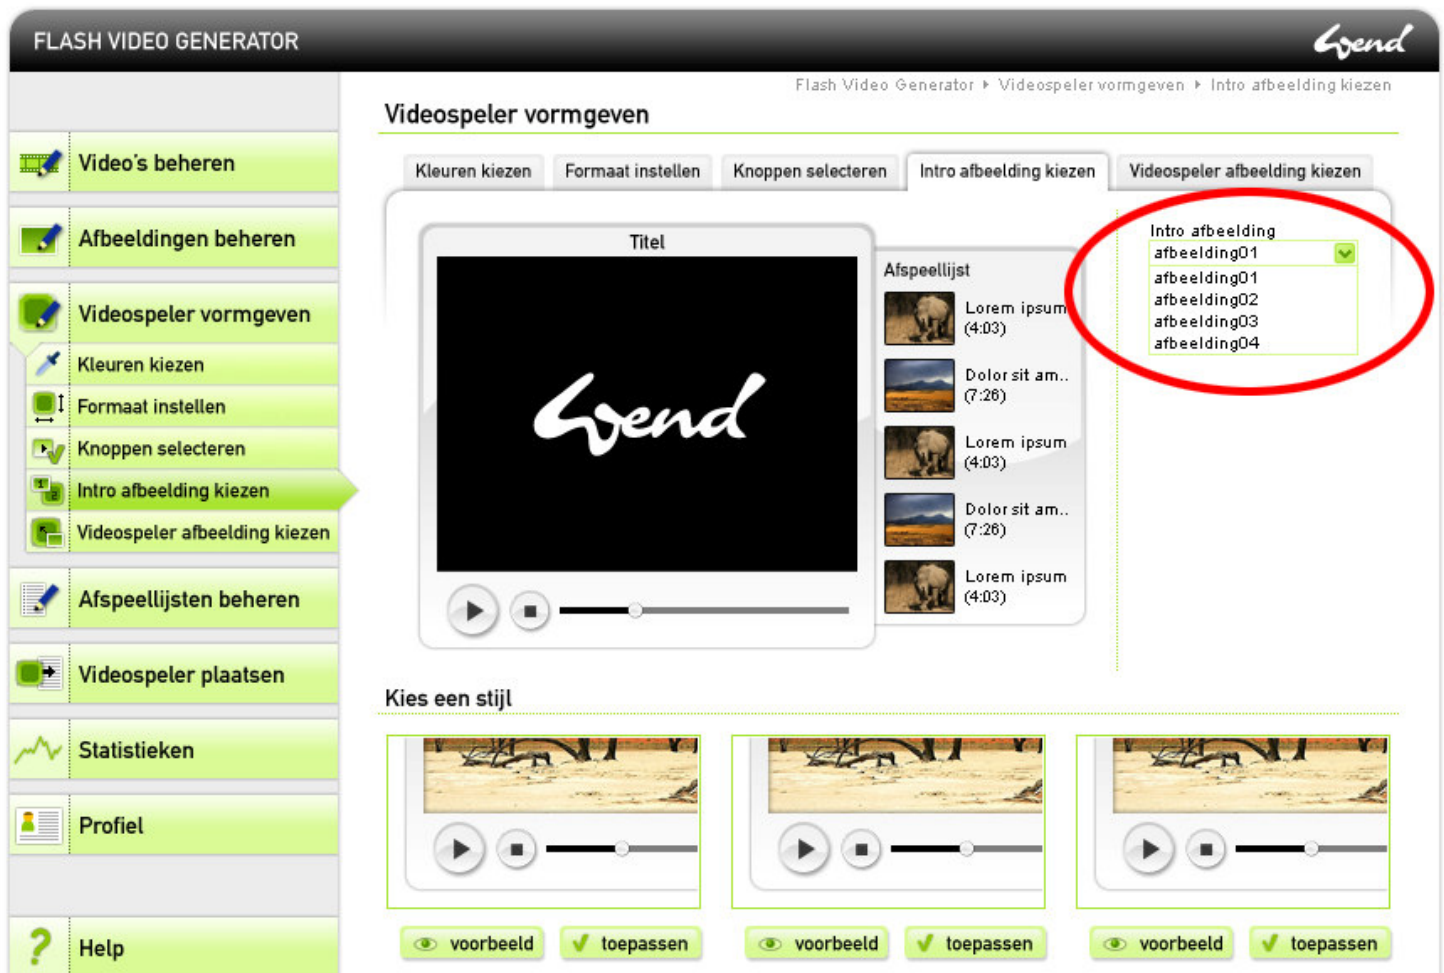 FLASH VIDEO GENERATOR
Wend
Flash Video Generator ▸ Videospeler vormgeven ▸ Intro afbeelding kiezen
Videospeler vormgeven
Video's beheren
Afbeeldingen beheren
Videospeler vormgeven
Kleuren kiezen
Formaat instellen
Knoppen selecteren
Intro afbeelding kiezen
Videospeler afbeelding kiezen
Afspeellijsten beheren
Videospeler plaatsen
Statistieken
Profiel
Help
Kleuren kiezen
Formaat instellen
Knoppen selecteren
Intro afbeelding kiezen
Videospeler afbeelding kiezen
Titel
Wend
Afspeellijst
Lorem ipsum
(4:03)
Dolor sit am..
(7:26)
Lorem ipsum
(4:03)
Dolor sit am..
(7:26)
Lorem ipsum
(4:03)
Intro afbeelding
afbeelding01
afbeelding01
afbeelding02
afbeelding03
afbeelding04
Kies een stijl
voorbeeld
toepassen
voorbeeld
toepassen
voorbeeld
toepassen